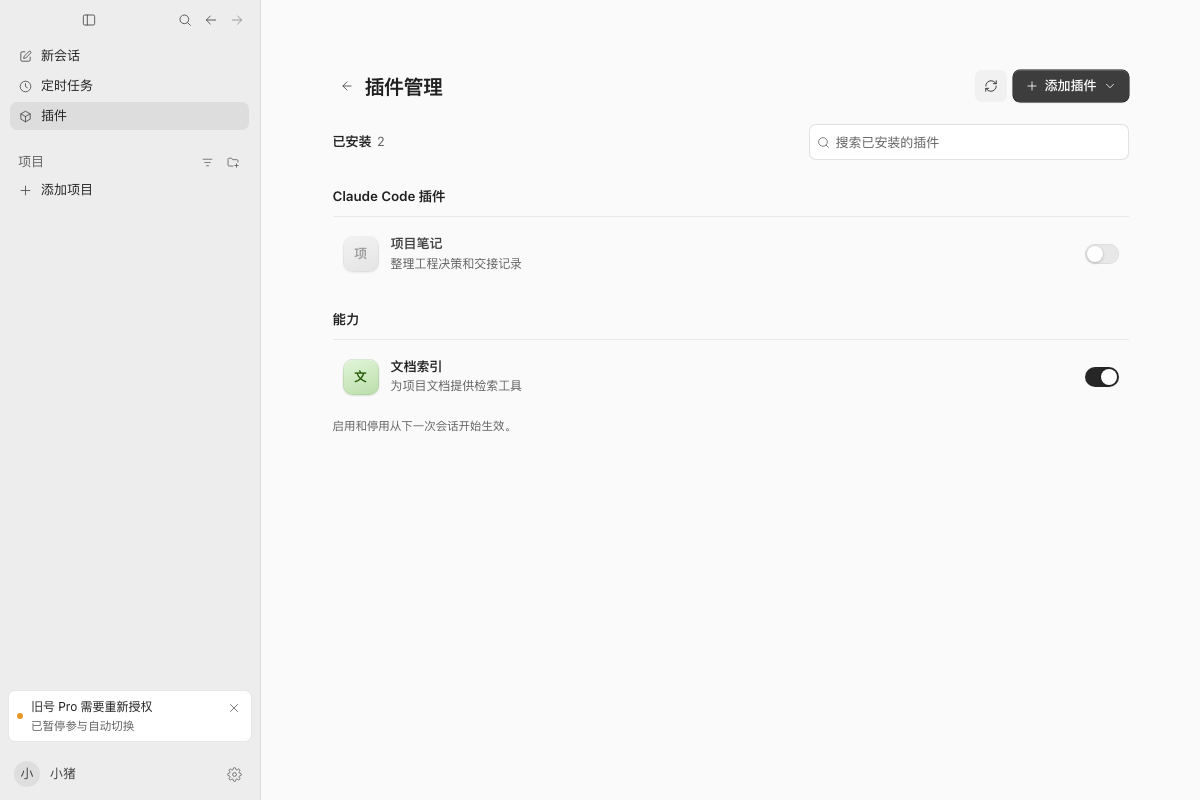 新会话
定时任务
插件
项目
添加项目
旧号 Pro 需要重新授权
已暂停参与自动切换
小
小猪
插件管理
添加插件
已安装 2
搜索已安装的插件
Claude Code 插件
项
项目笔记
整理工程决策和交接记录
能力
文
文档索引
为项目文档提供检索工具
启用和停用从下一次会话开始生效。